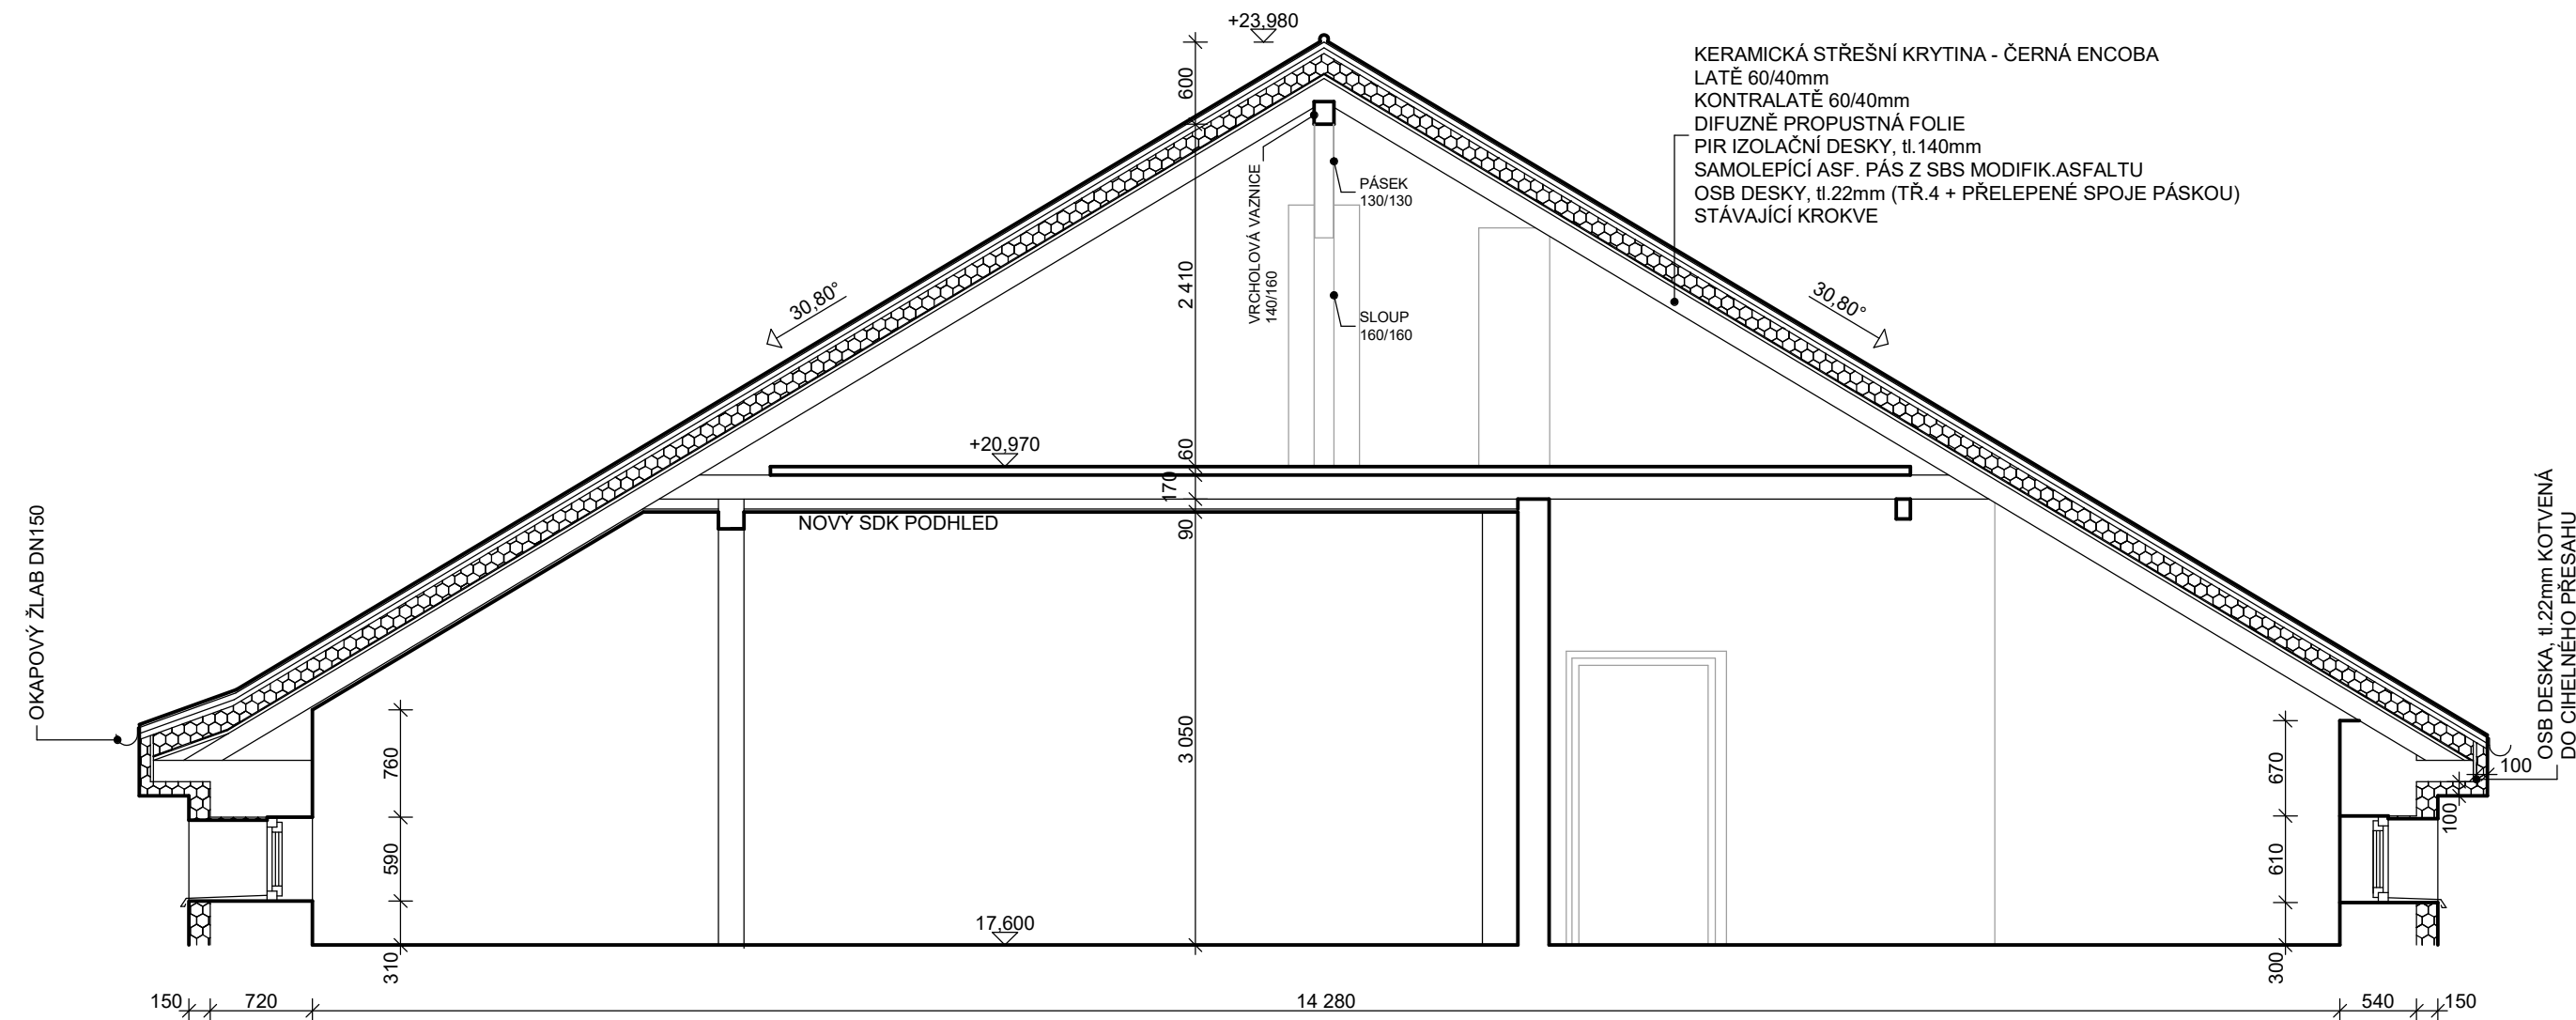 +23,980
KERAMICKÁ STŘEŠNÍ KRYTINA - ČERNÁ ENCOBA
LATĚ 60/40mm
KONTRALATĚ 60/40mm
DIFUZNĚ PROPUSTNÁ FOLIE
PIR IZOLAČNÍ DESKY, tl.140mm
SAMOLEPÍCÍ ASF. PÁS Z SBS MODIFIK.ASFALTU
OSB DESKY, tl.22mm (TŘ.4 + PŘELEPENÉ SPOJE PÁSKOU)
STÁVAJÍCÍ KROKVE
600
VRCHOLOVÁ VAZNICE
140/160
PÁSEK
130/130
SLOUP
160/160
2 410
30,80°
30,80°
+20,970
60
170
90
NOVÝ SDK PODHLED
OKAPOVÝ ŽLAB DN150
OSB DESKA, tl.22mm KOTVENÁ
DO CIHELNÉHO PŘESAHU
3 050
760
590
310
670
610
300
100
100
17,600
150
720
14 280
540
150